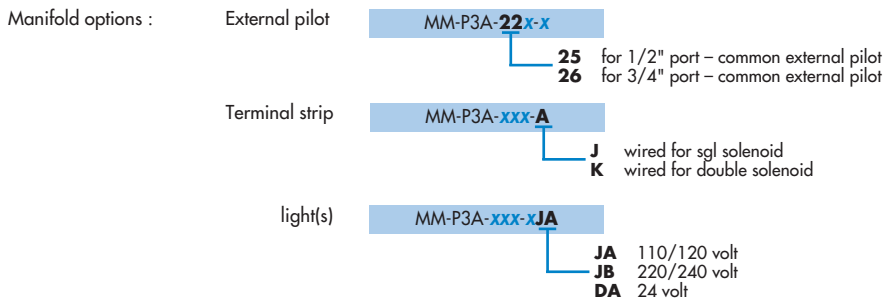 Manifold options : External pilot MM-P3A-22x-x
25 for 1/2" port – common external pilot
26 for 3/4" port – common external pilot
Terminal strip MM-P3A-xxx-A
J wired for sgl solenoid
K wired for double solenoid
light(s) MM-P3A-xxx-xJA
JA 110/120 volt
JB 220/240 volt
DA 24 volt